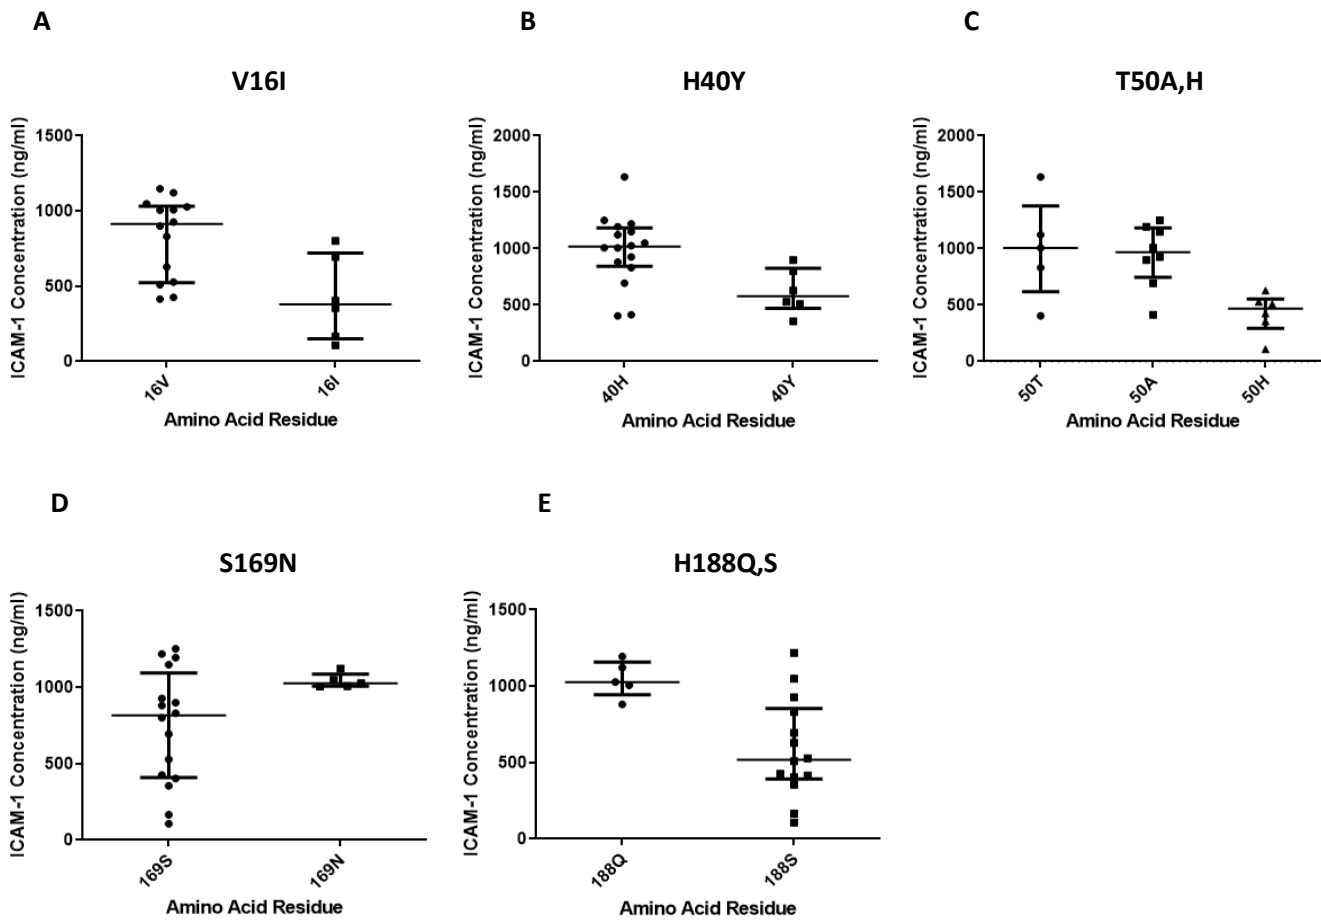 A
V16I
ICAM-1 Concentration (ng/ml)
1500
1000
500
0
16V
16I
Amino Acid Residue
B
H40Y
ICAM-1 Concentration (ng/ml)
2000
1500
1000
500
0
40H
40Y
Amino Acid Residue
C
T50A,H
ICAM-1 Concentration (ng/ml)
2000
1500
1000
500
0
50T
50A
50H
Amino Acid Residue
D
S169N
ICAM-1 Concentration (ng/ml)
1500
1000
500
0
169S
169N
Amino Acid Residue
E
H188Q,S
ICAM-1 Concentration (ng/ml)
1500
1000
500
0
188Q
188S
Amino Acid Residue